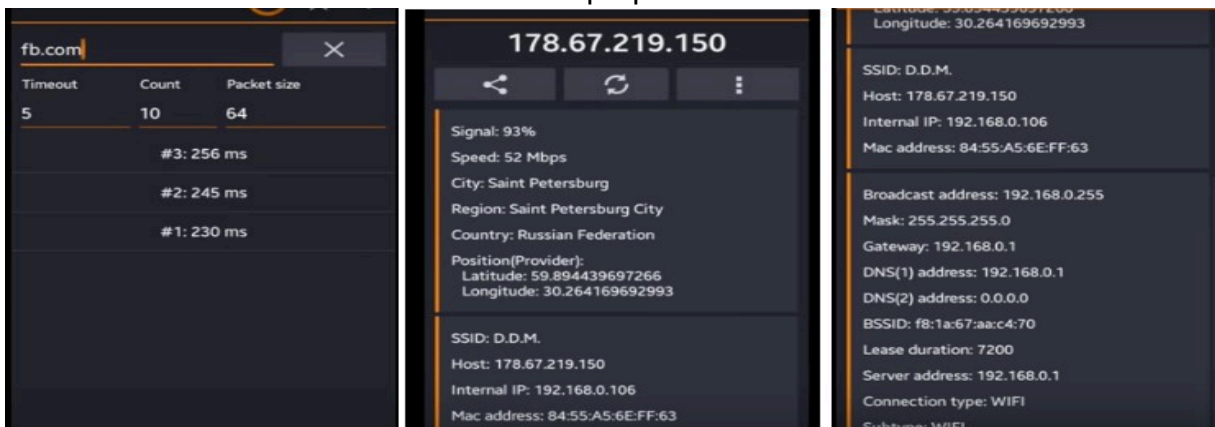 fb.com
Timeout Count Packet size
5 10 64
#3: 256 ms
#2: 245 ms
#1: 230 ms
178.67.219.150
Signal: 93%
Speed: 52 Mbps
City: Saint Petersburg
Region: Saint Petersburg City
Country: Russian Federation
Position(Provider):
Latitude: 59.894439697266
Longitude: 30.264169692993
SSID: D.D.M.
Host: 178.67.219.150
Internal IP: 192.168.0.106
Mac address: 84:55:A5:6E:FF:63
Latitude: 59.894439697266
Longitude: 30.264169692993
SSID: D.D.M.
Host: 178.67.219.150
Internal IP: 192.168.0.106
Mac address: 84:55:A5:6E:FF:63
Broadcast address: 192.168.0.255
Mask: 255.255.255.0
Gateway: 192.168.0.1
DNS(1) address: 192.168.0.1
DNS(2) address: 0.0.0.0
BSSID: f8:1a:67:aa:c4:70
Lease duration: 7200
Server address: 192.168.0.1
Connection type: WIFI
Subtype: WIFI